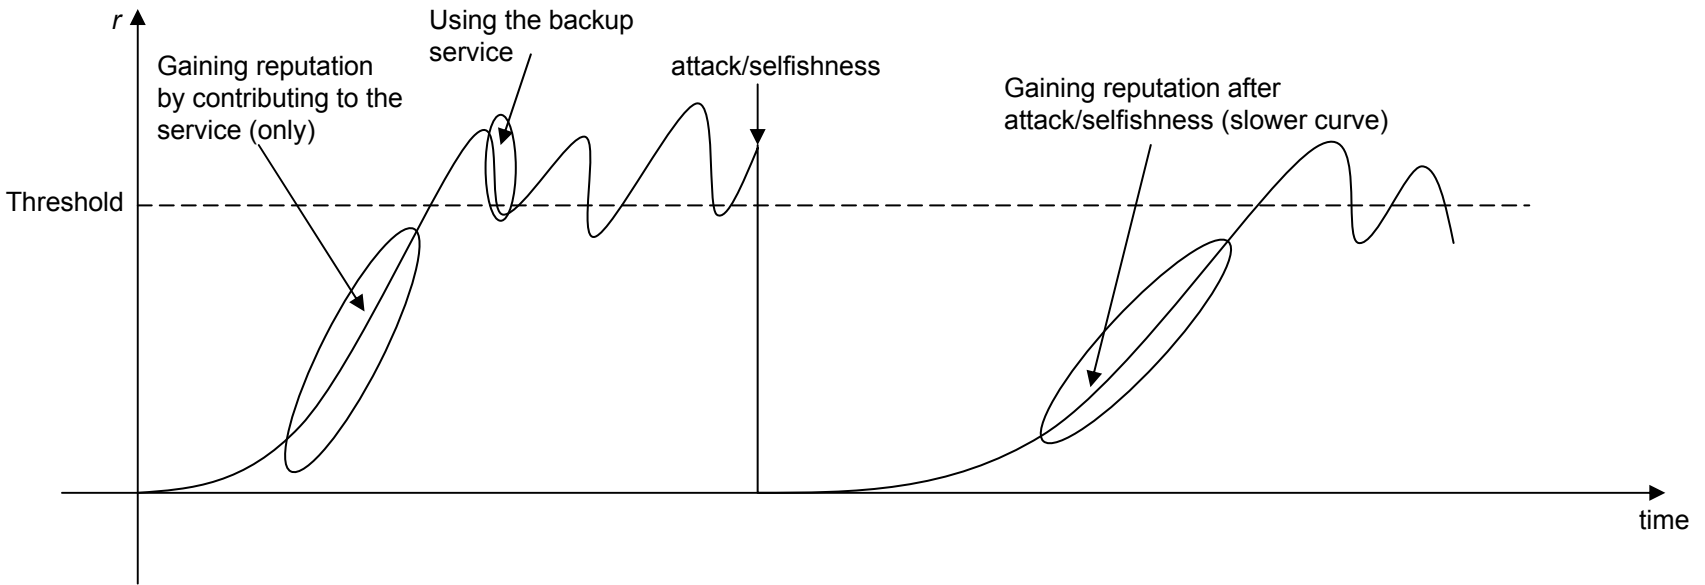 r
Using the backup
service
Gaining reputation
by contributing to the
service (only)
attack/selfishness
Gaining reputation after
attack/selfishness (slower curve)
Threshold
time